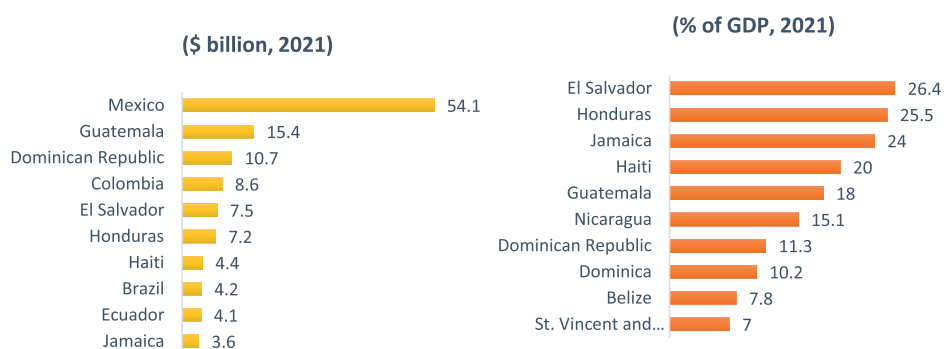 ($ billion, 2021)
Mexico 54.1
Guatemala 15.4
Dominican Republic 10.7
Colombia 8.6
El Salvador 7.5
Honduras 7.2
Haiti 4.4
Brazil 4.2
Ecuador 4.1
Jamaica 3.6
(% of GDP, 2021)
El Salvador 26.4
Honduras 25.5
Jamaica 24
Haiti 20
Guatemala 18
Nicaragua 15.1
Dominican Republic 11.3
Dominica 10.2
Belize 7.8
St. Vincent and... 7